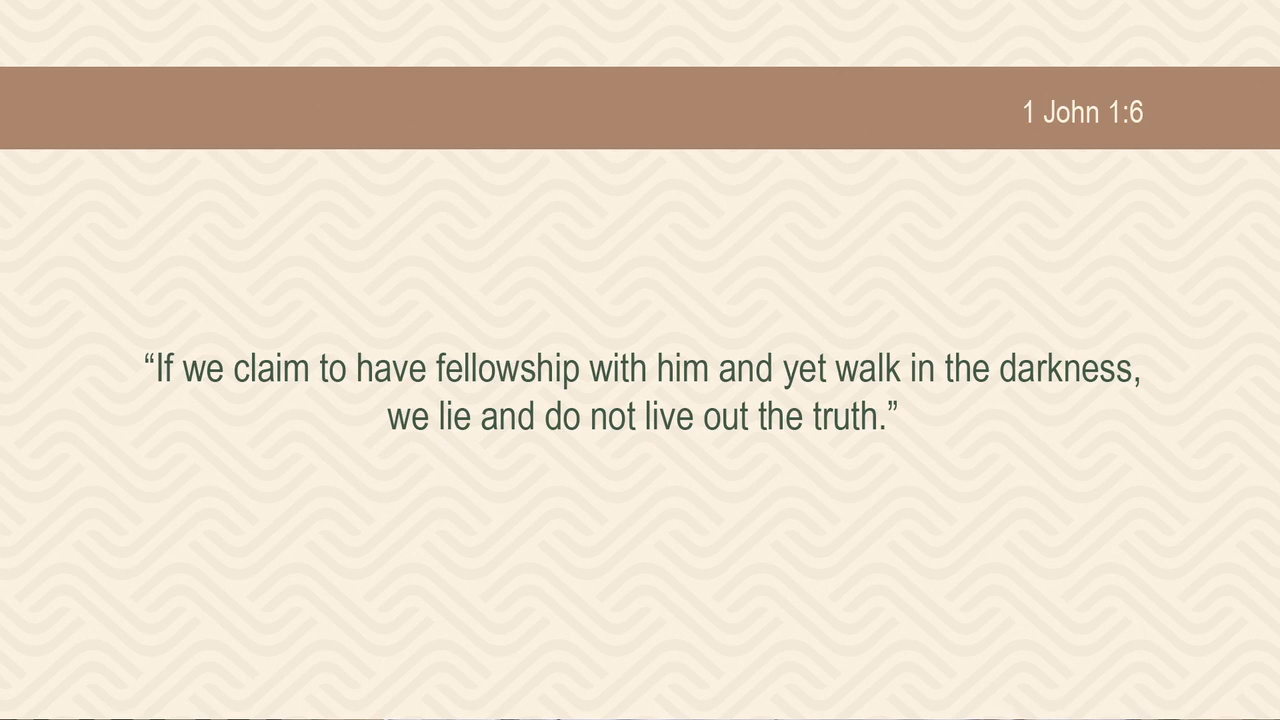 1 John 1:6
“If we claim to have fellowship with him and yet walk in the darkness,
we lie and do not live out the truth.”